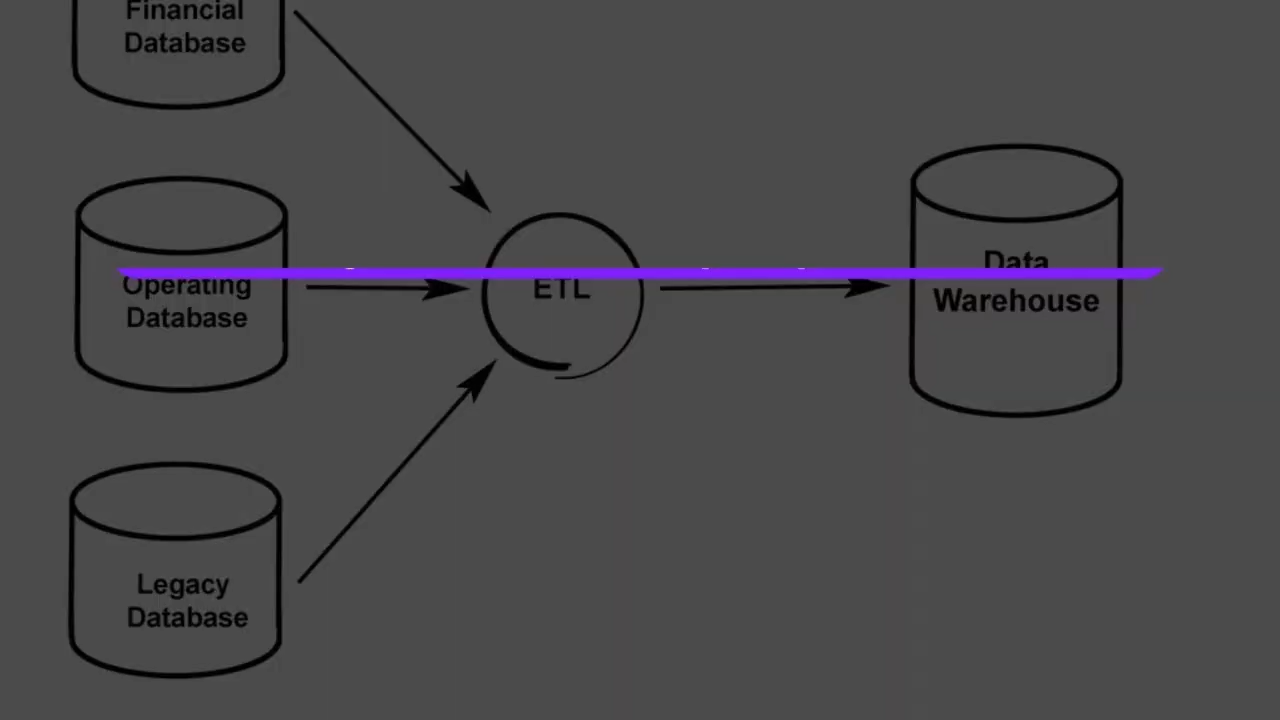 Financial
Database
Operating
Database
ETL
Data
Warehouse
Legacy
Database